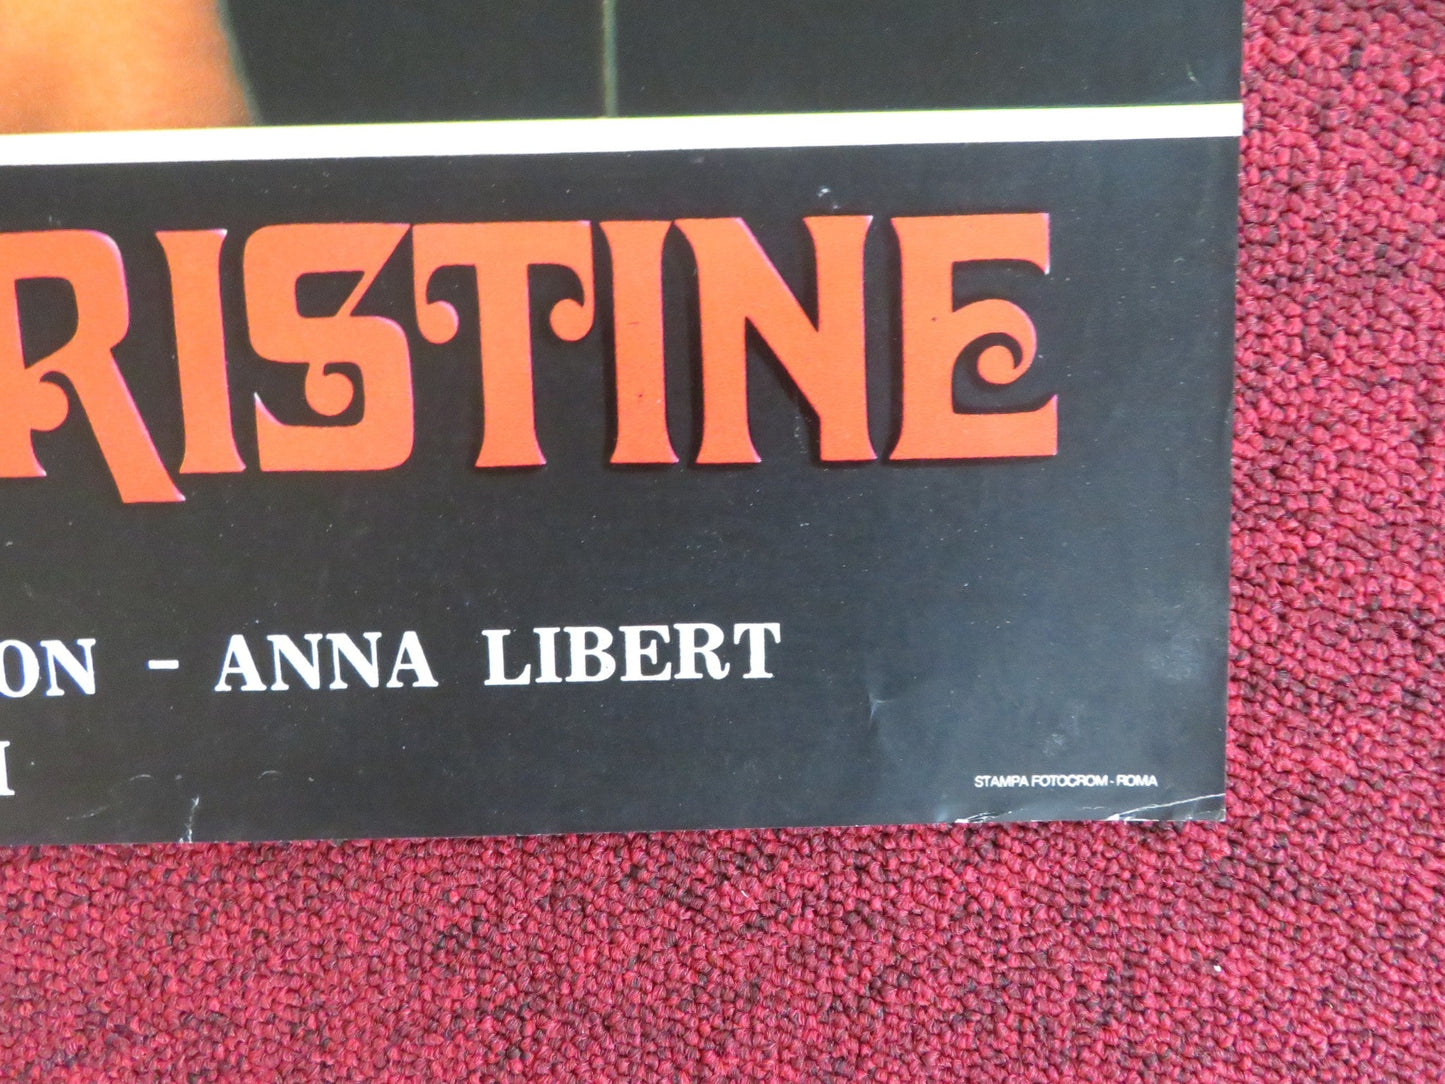 RISTINE
ON - ANNA LIBERT
I
STAMPA FOTOCROM - ROMA